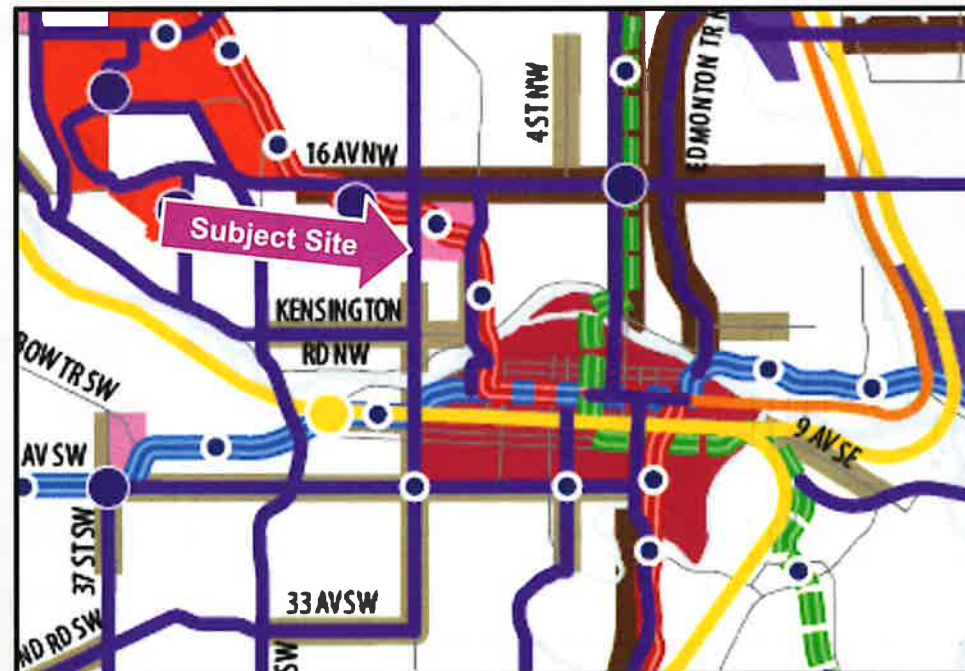 EDMONTON TR
4 ST NW
16 AV NW
Subject Site
KENSINGTON
RD NW
BOW TR SW
AV SW
9 AV SE
37 ST SW
33 AV SW
ND RD SW
SW